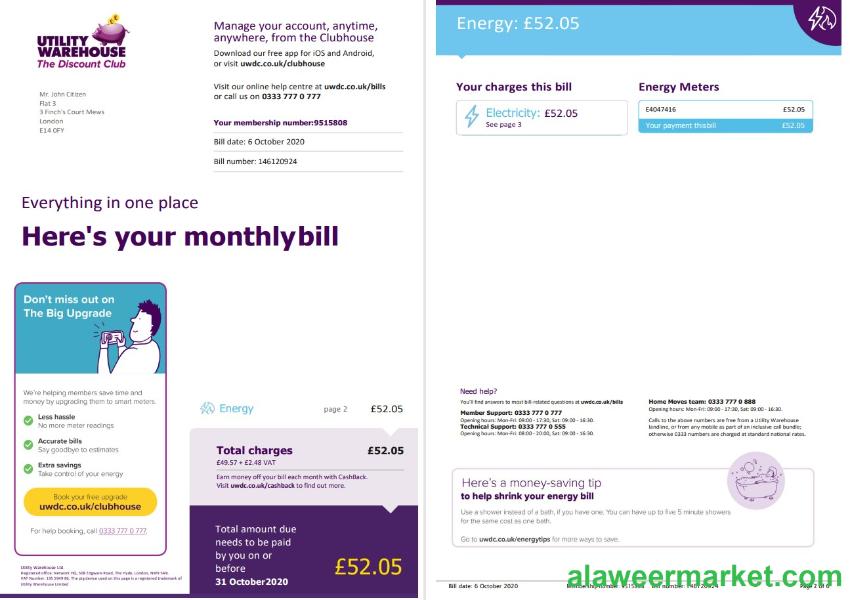 UTILITY
WAREHOUSE
The Discount Club
Mr. John Citizen
Flat 3
3 Finch's Court Mews
London
E14 0FY
Manage your account, anytime,
anywhere, from the Clubhouse
Download our free app for iOS and Android,
or visit uwdc.co.uk/clubhouse
Visit our online help centre at uwdc.co.uk/bills
or call us on 0333 777 0 777
Your membership number:9515808
Bill date: 6 October 2020
Bill number: 146120924
Everything in one place
Here's your monthlybill
Don't miss out on
The Big Upgrade
We're helping members save time and
money by upgrading them to smart meters.
Less hassle
No more meter readings
Accurate bills
Say goodbye to estimates
Extra savings
Take control of your energy
Book your free upgrade
uwdc.co.uk/clubhouse
For help booking, call 0333 777 0 777.
Energy page 2 £52.05
Total charges £52.05
£49.57 + £2.48 VAT
Earn money off your bill each month with CashBack.
Visit uwdc.co.uk/cashback to find out more.
Total amount due
needs to be paid
by you on or
before
31 October2020
£52.05
Utility Warehouse Ltd.
Utility Warehouse Limited
Energy: £52.05
Your charges this bill
Electricity: £52.05
See page 3
Energy Meters
E4047416 £52.05
Your payment thisbill £52.05
Need help?
You'll find answers to most bill-related questions at uwdc.co.uk/bills
Member Support: 0333 777 0 777
Opening hours: Mon-Fri: 09:00 - 17:30, Sat: 09:00 - 16:30.
Technical Support: 0333 777 0 555
Opening hours: Mon-Fri: 09:00 - 20:00, Sat: 09:00 - 16:30.
Home Moves team: 0333 777 0 888
Opening hours: Mon-Fri: 09:00 - 17:30, Sat: 09:00 - 16:30.
Calls to the above numbers are free from a Utility Warehouse
landline, or from any mobile as part of an inclusive call bundle;
otherwise 0333 numbers are charged at standard national rates.
Here's a money-saving tip
to help shrink your energy bill
Use a shower instead of a bath, if you have one. You can have up to five 5 minute showers
for the same cost as one bath.
Go to uwdc.co.uk/energytips for more ways to save.
Bill date: 6 October 2020
alaweermarket.com